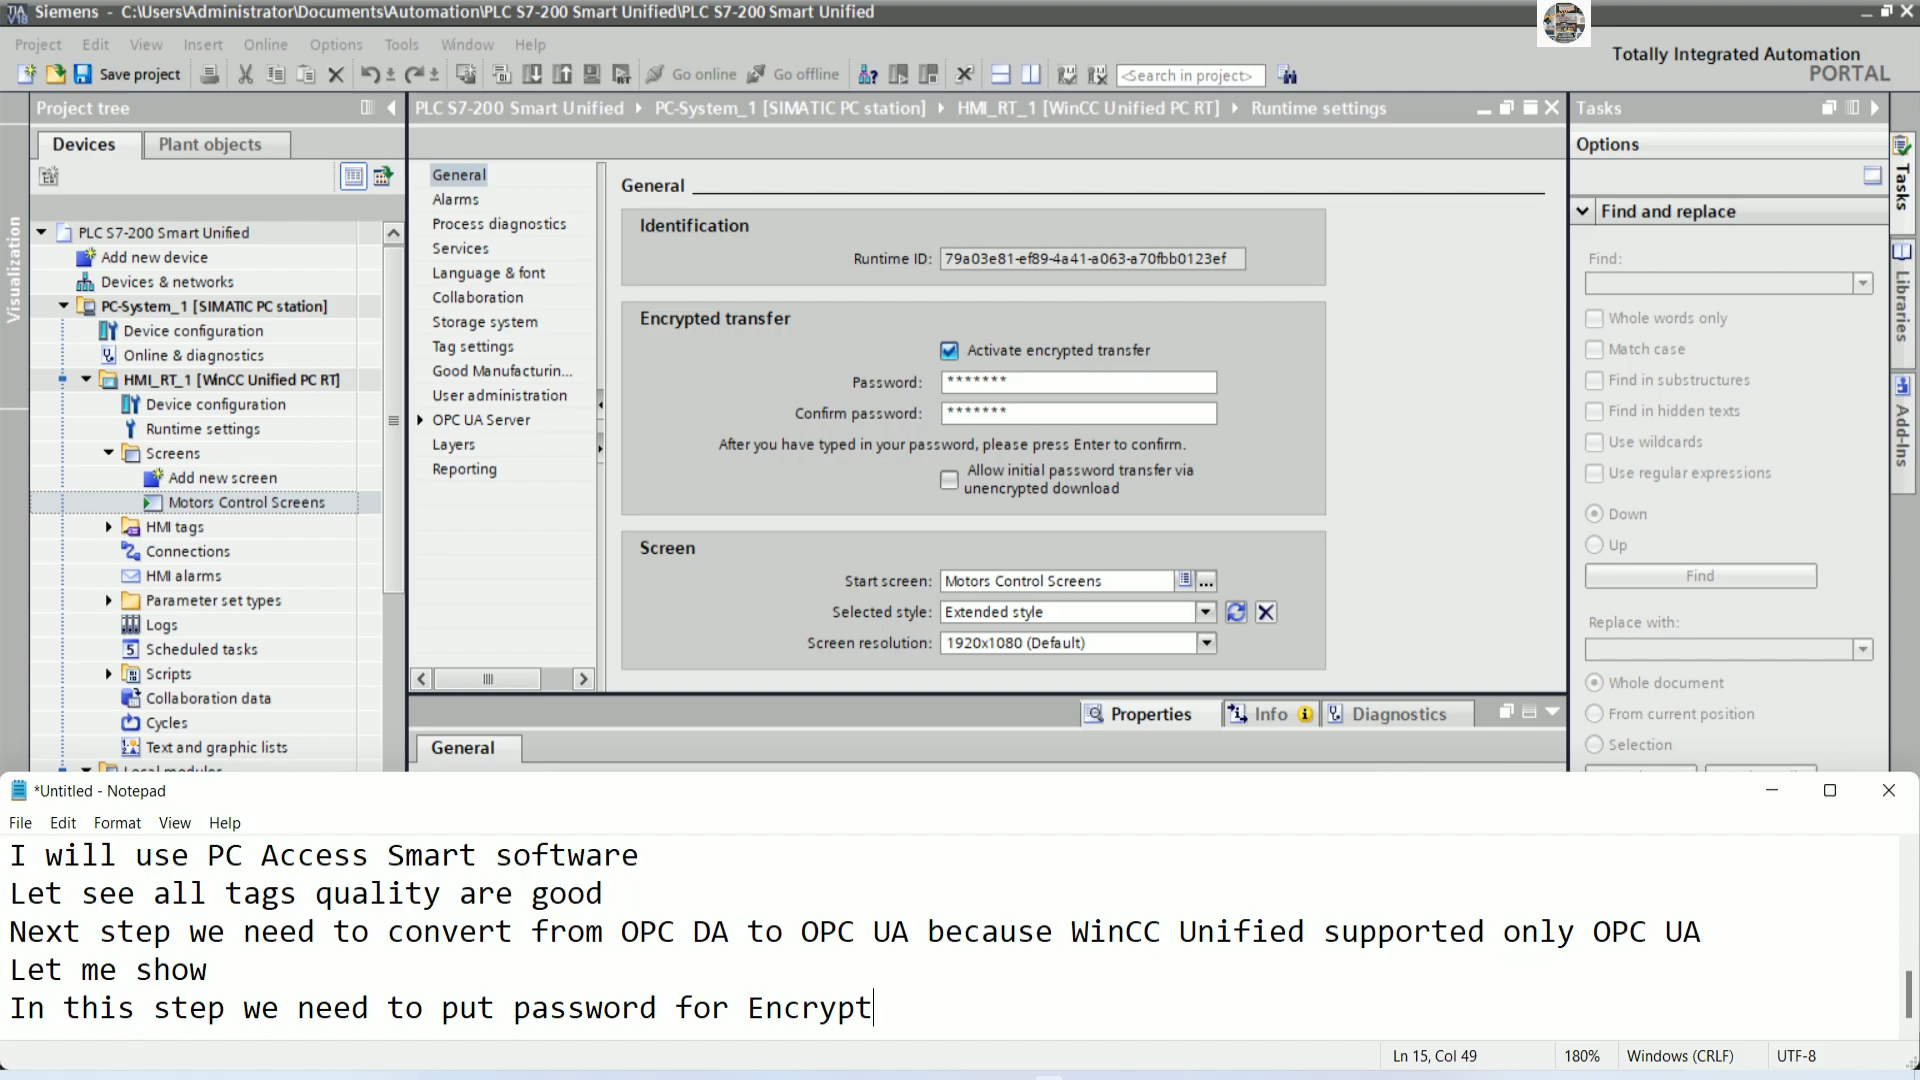 Siemens - C:\Users\Administrator\Documents\Automation\PLC S7-200 Smart Unified\PLC S7-200 Smart Unified
Project Edit View Insert Online Options Tools Window Help
Totally Integrated Automation
PORTAL
Save project Go online Go offline <Search in project>
Project tree
PLC S7-200 Smart Unified PC-System_1 [SIMATIC PC station] HMI_RT_1 [WinCC Unified PC RT] Runtime settings
Tasks
Devices Plant objects
Options
Visualization
PLC S7-200 Smart Unified
Add new device
Devices & networks
PC-System_1 [SIMATIC PC station]
Device configuration
Online & diagnostics
HMI_RT_1 [WinCC Unified PC RT]
Device configuration
Runtime settings
Screens
Add new screen
Motors Control Screens
HMI tags
Connections
HMI alarms
Parameter set types
Logs
Scheduled tasks
Scripts
Collaboration data
Cycles
Text and graphic lists
Local modules
General
Alarms
Process diagnostics
Services
Language & font
Collaboration
Storage system
Tag settings
Good Manufacturin...
User administration
OPC UA Server
Layers
Reporting
General
Identification
Runtime ID: 79a03e81-ef89-4a41-a063-a70fbb0123ef
Encrypted transfer
Activate encrypted transfer
Password: *******
Confirm password: *******
After you have typed in your password, please press Enter to confirm.
Allow initial password transfer via
unencrypted download
Screen
Start screen: Motors Control Screens ...
Selected style: Extended style
Screen resolution: 1920x1080 (Default)
Properties Info Diagnostics
General
Find and replace
Find:
Whole words only
Match case
Find in substructures
Find in hidden texts
Use wildcards
Use regular expressions
Down
Up
Find
Replace with:
Whole document
From current position
Selection
Tasks
Libraries
Add-Ins
*Untitled - Notepad
File Edit Format View Help
I will use PC Access Smart software
Let see all tags quality are good
Next step we need to convert from OPC DA to OPC UA because WinCC Unified supported only OPC UA
Let me show
In this step we need to put password for Encrypt
Ln 15, Col 49 180% Windows (CRLF) UTF-8